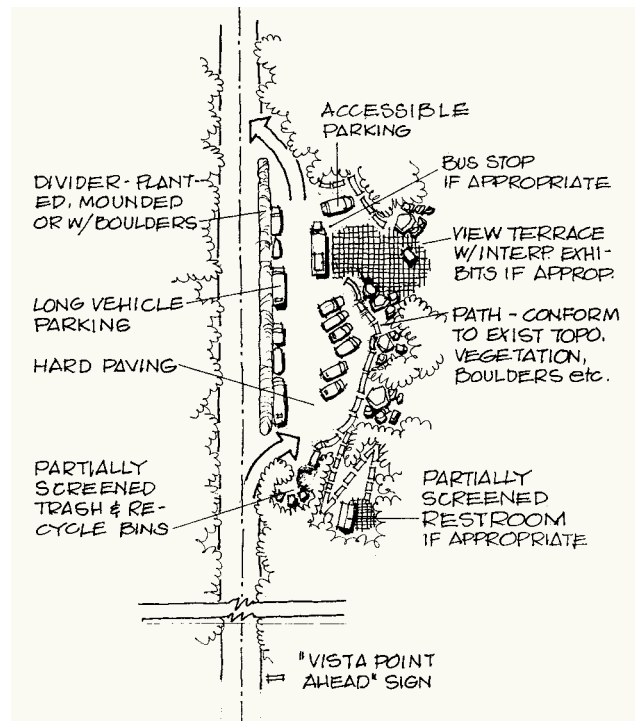 ACCESSIBLE
PARKING
BUS STOP
IF APPROPRIATE
DIVIDER-PLANT-
ED, MOUNDED
OR W/BOULDERS
VIEW TERRACE
W/INTERP. EXHI-
BITS IF APPROP.
LONG VEHICLE
PARKING
PATH - CONFORM
TO EXIST TOPO,
VEGETATION,
BOULDERS etc.
HARD PAVING
PARTIALLY
SCREENED
TRASH & RE-
CYCLE BINS
PARTIALLY
SCREENED
RESTROOM
IF APPROPRIATE
"VISTA POINT
AHEAD" SIGN